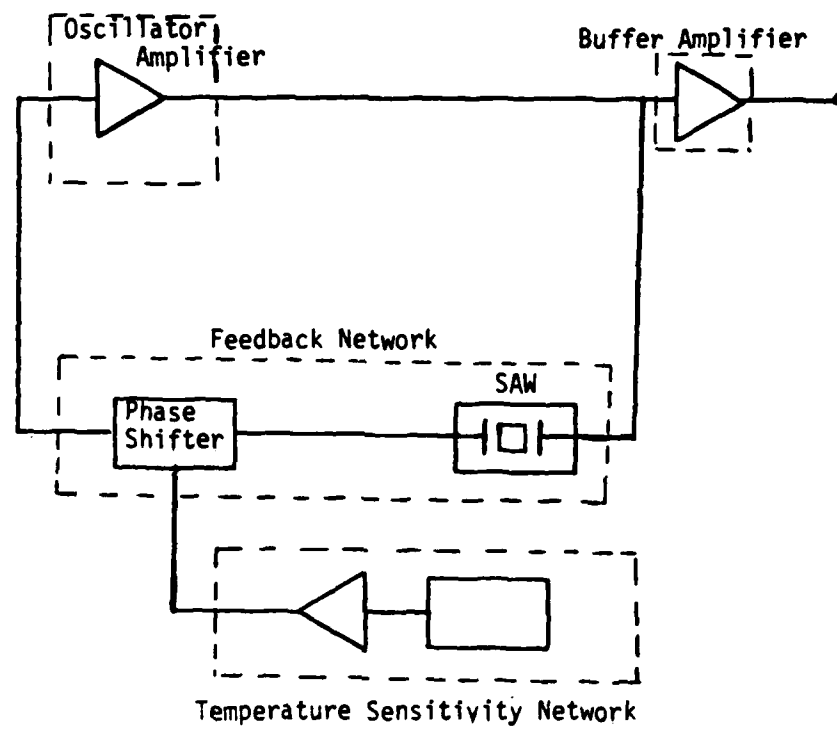 Oscillator
Amplifier
Buffer Amplifier
Feedback Network
SAW
Phase
Shifter
Temperature Sensitivity Network